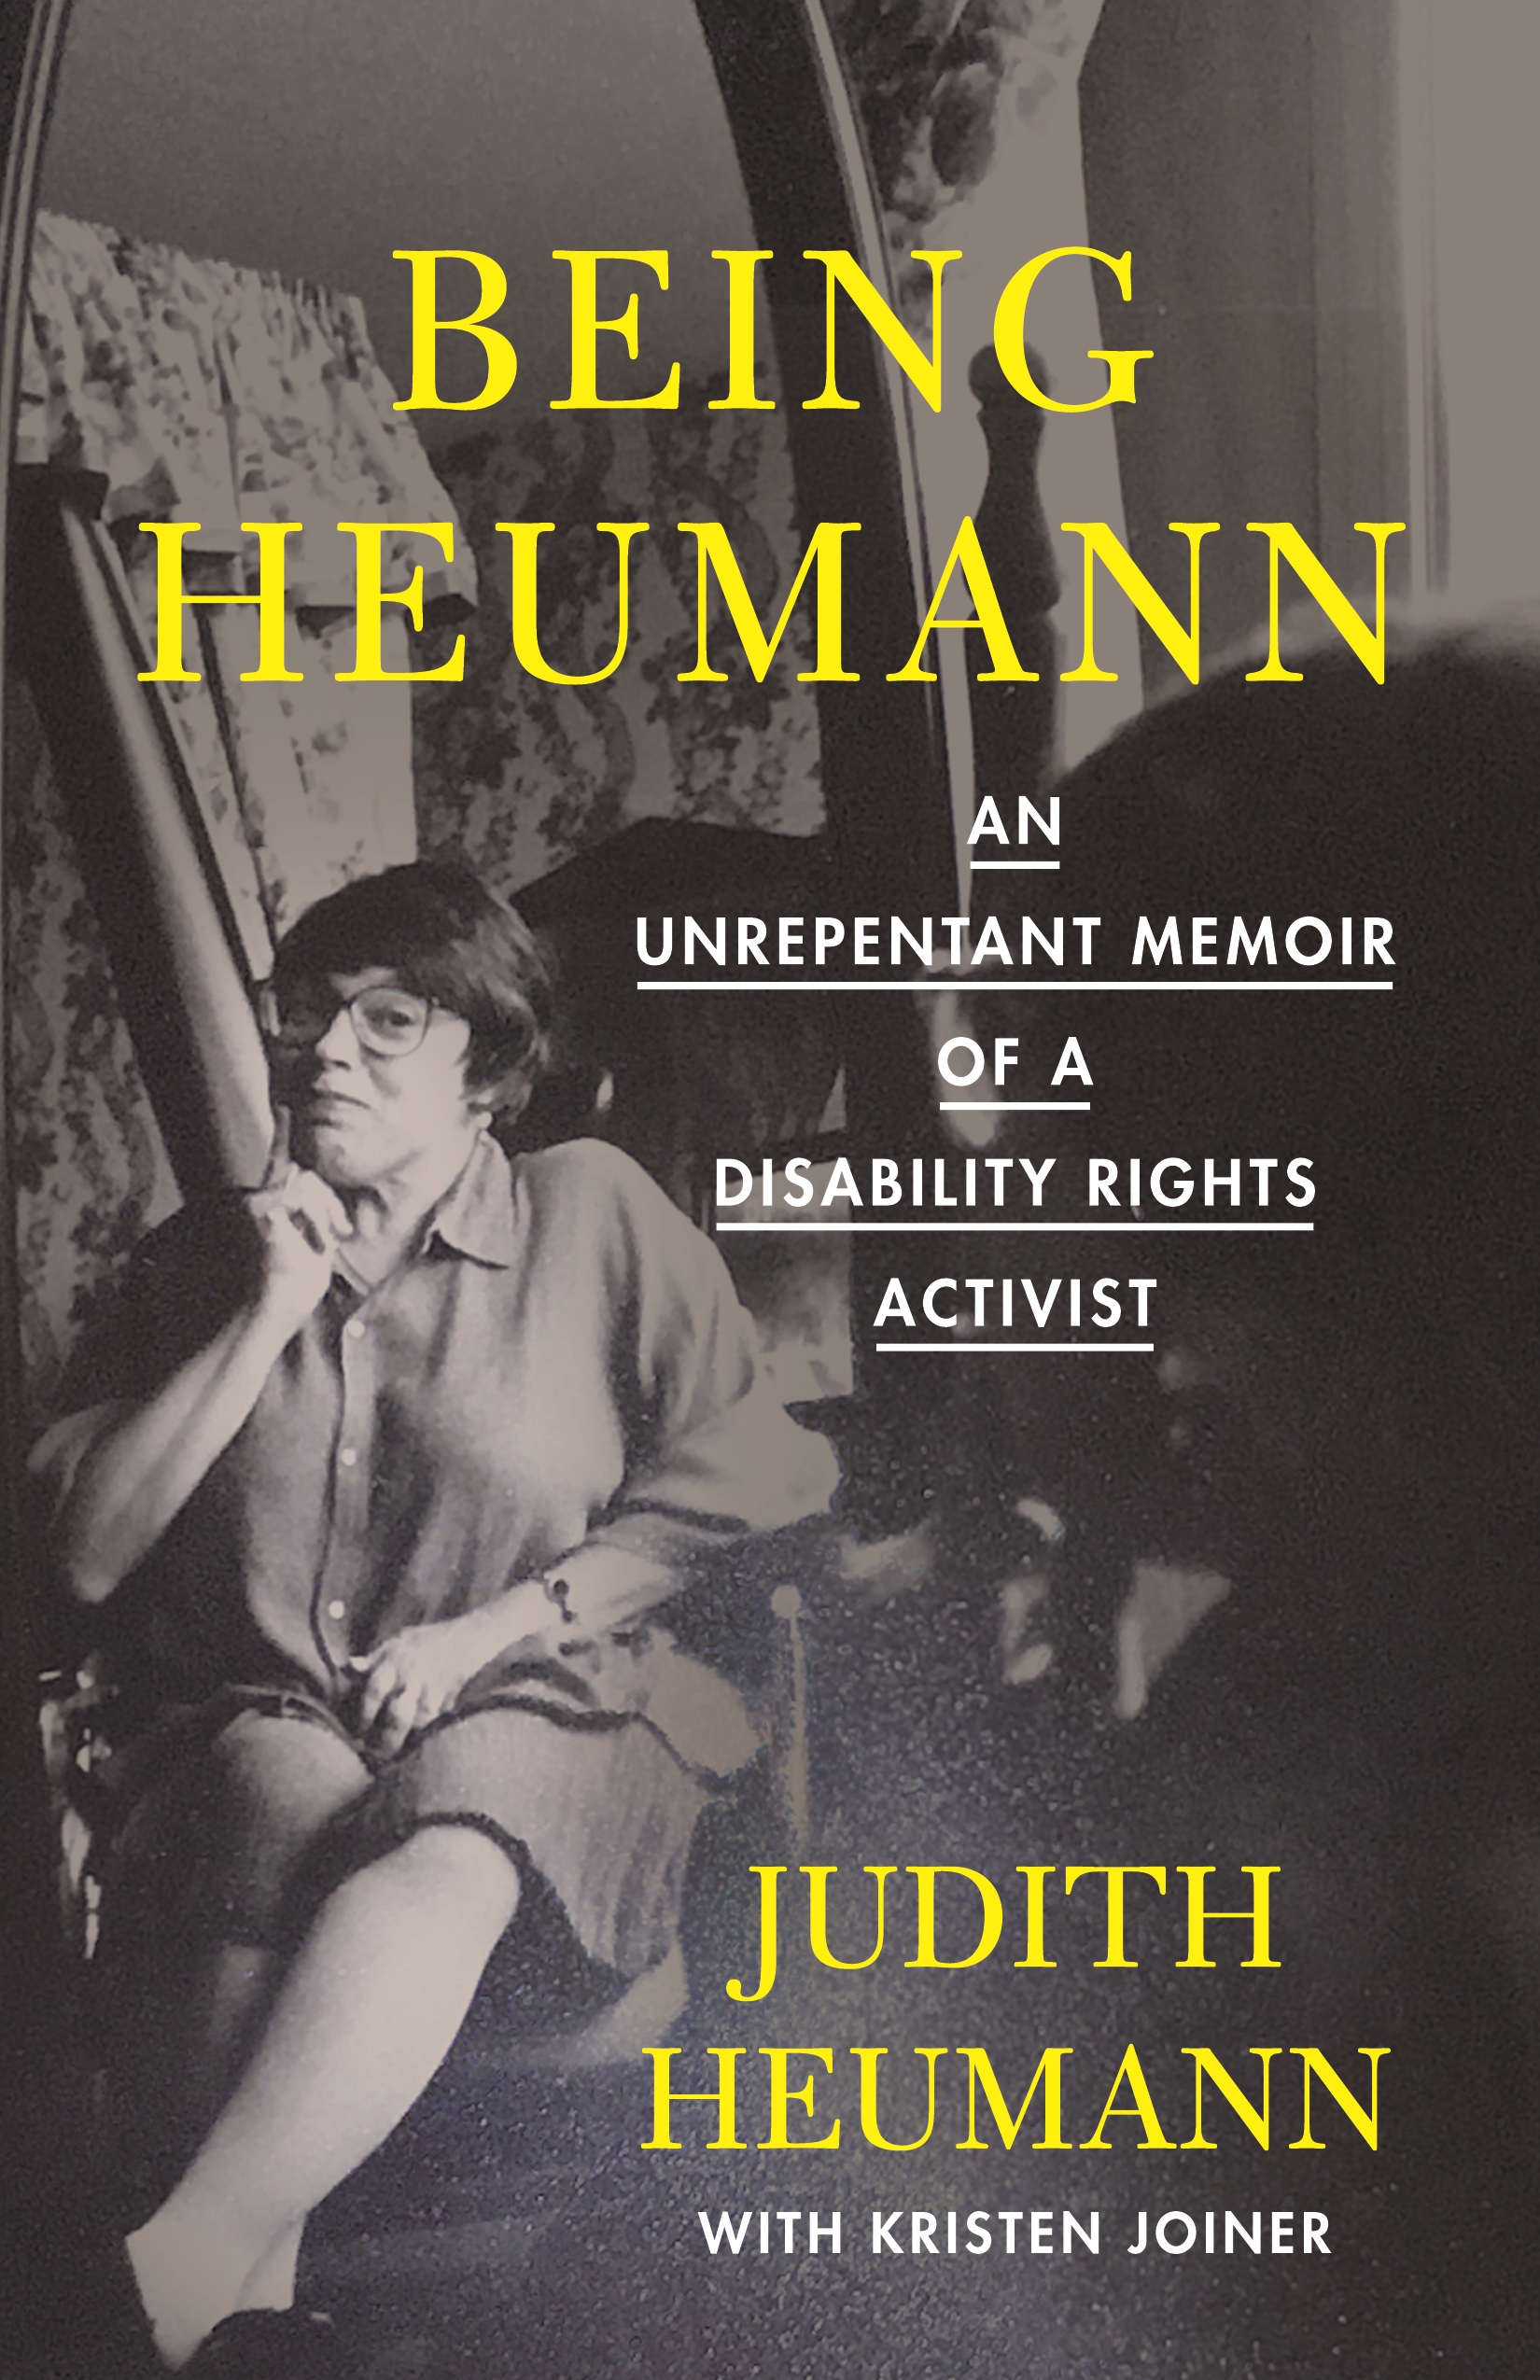 BEING
HEUMANN
AN
UNREPENTANT MEMOIR
OF A
DISABILITY RIGHTS
ACTIVIST
JUDITH
HEUMANN
WITH KRISTEN JOINER